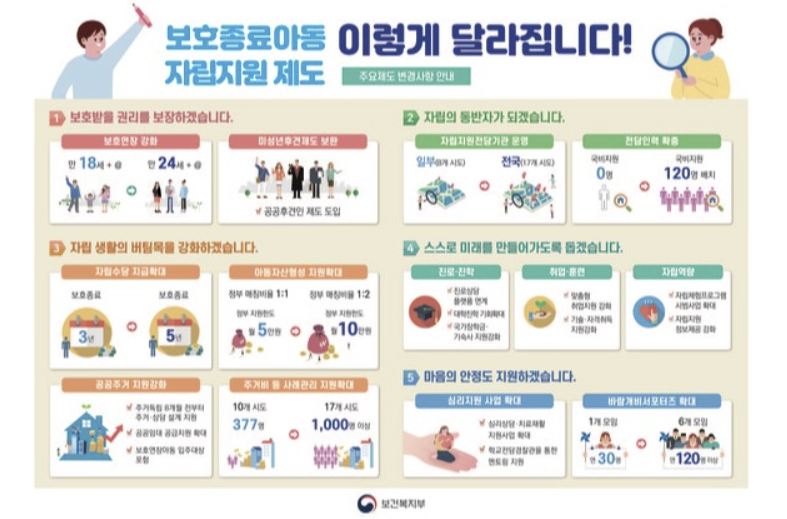 보호종료아동 이렇게 달라집니다!
자립지원 제도 주요제도 변경사항 안내
1 보호받을 권리를 보장하겠습니다.
보호연장 강화
만 18세 + @ 만 24세 + @
미성년후견제도 보완
공공후견인 제도 도입
2 자립의 동반자가 되겠습니다.
자립지원전담기관 운영
일부(8개 시도) 전국(17개 시도)
전담인력 확충
국비지원 국비지원
0명 120명 배치
3 자립 생활의 버팀목을 강화하겠습니다.
자립수당 지급확대
보호종료 보호종료
3년 5년
아동자산형성 지원확대
정부 매칭비율 1:1 정부 매칭비율 1:2
정부 지원한도 정부 지원한도
월 5만원 월 10만원
공공주거 지원강화
주거독립 6개월 전부터
주거·상담 설계 지원
공공임대 공급지원 확대
보호연장아동 입주대상
포함
주거비 등 사례관리 지원확대
10개 시도 17개 시도
377명 1,000명 이상
4 스스로 미래를 만들어가도록 돕겠습니다.
진로·진학
진로상담
플랫폼 연계
대학진학 기회확대
국가장학금·
기숙사 지원강화
취업·훈련
맞춤형
취업지원 강화
기술·자격취득
지원강화
자립역량
자립체험프로그램
시범사업 확대
자립지원
정보제공 강화
5 마음의 안정도 지원하겠습니다.
심리지원 사업 확대
심리상담·치료재활
지원사업 확대
학교전담경찰관을 통한
멘토링 지원
바람개비서포터즈 확대
1개 모임 6개 모임
연 30명 연 120명 이상
보건복지부